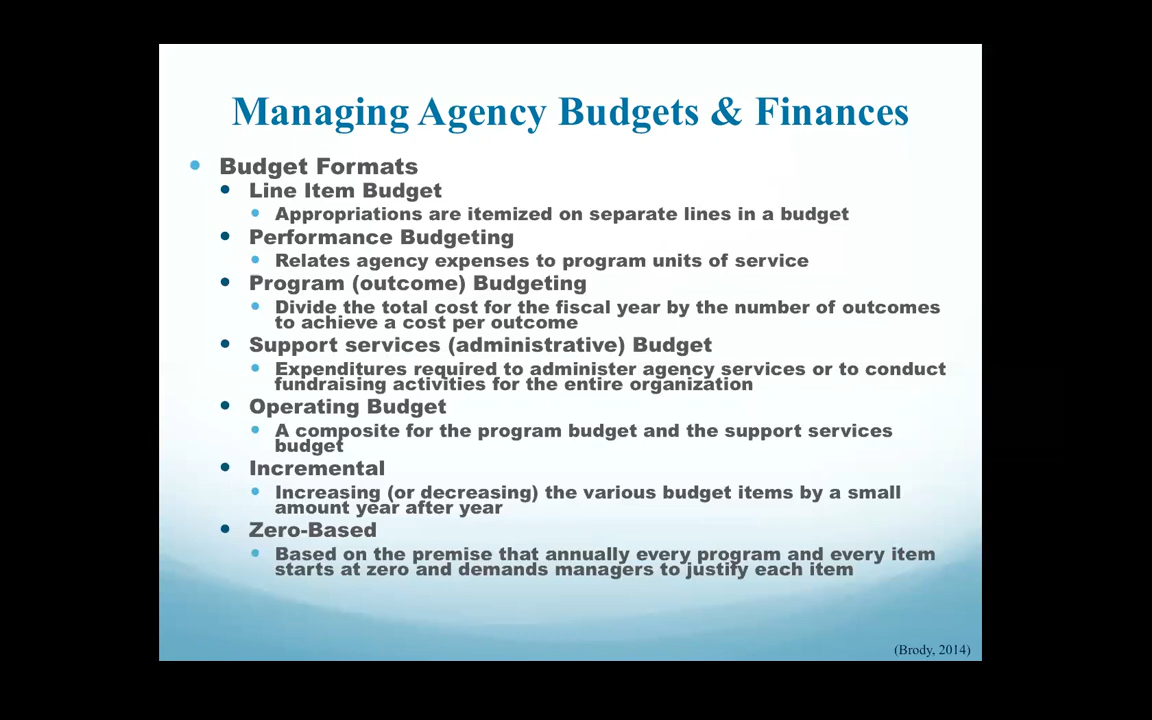 Managing Agency Budgets & Finances
Budget Formats
Line Item Budget
Appropriations are itemized on separate lines in a budget
Performance Budgeting
Relates agency expenses to program units of service
Program (outcome) Budgeting
Divide the total cost for the fiscal year by the number of outcomes
to achieve a cost per outcome
Support services (administrative) Budget
Expenditures required to administer agency services or to conduct
fundraising activities for the entire organization
Operating Budget
A composite for the program budget and the support services
budget
Incremental
Increasing (or decreasing) the various budget items by a small
amount year after year
Zero-Based
Based on the premise that annually every program and every item
starts at zero and demands managers to justify each item
(Brody, 2014)